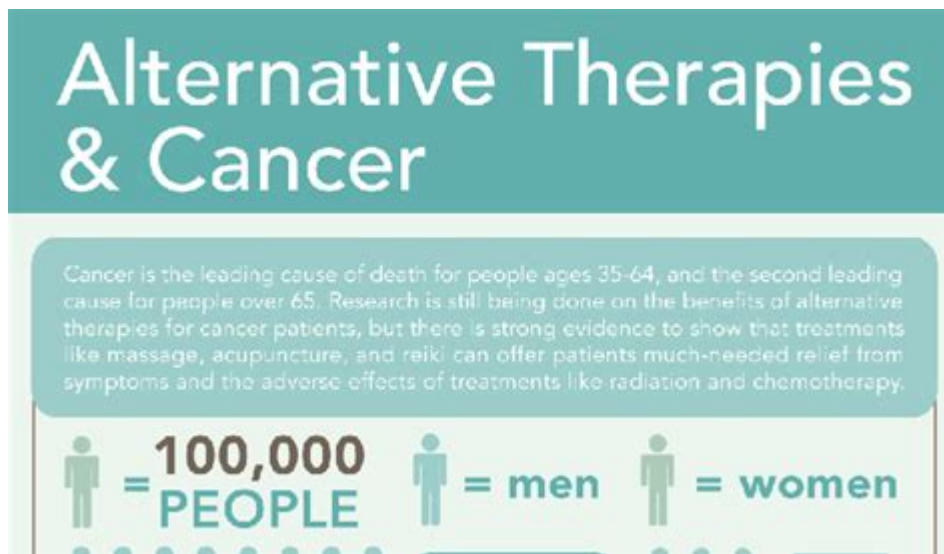 Alternative Therapies
& Cancer
Cancer is the leading cause of death for people ages 35-64, and the second leading
cause for people over 65. Research is still being done on the benefits of alternative
therapies for cancer patients, but there is strong evidence to show that treatments
like massage, acupuncture, and reiki can offer patients much-needed relief from
symptoms and the adverse effects of treatments like radiation and chemotherapy.
= 100,000 PEOPLE = men = women